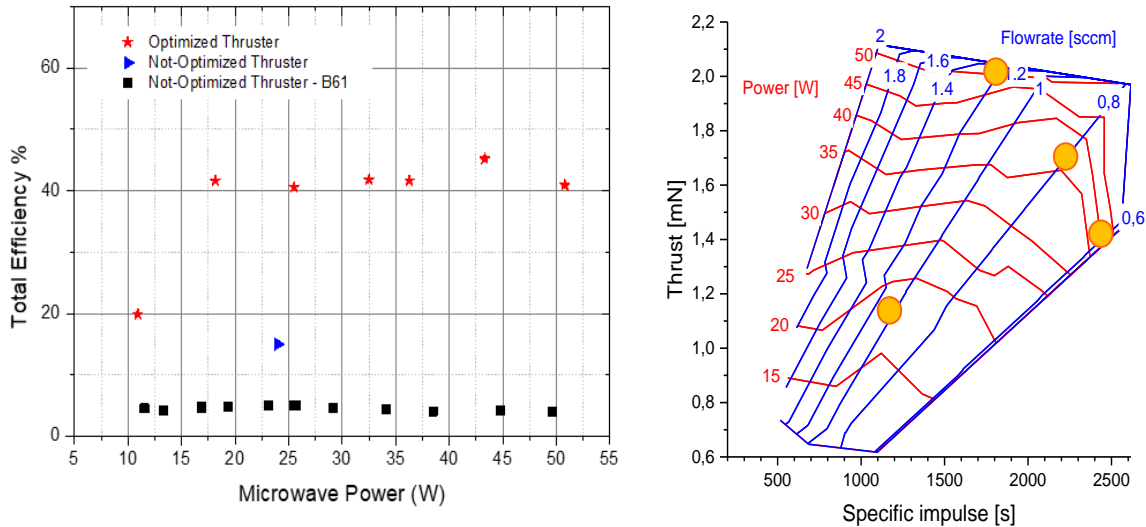 Optimized Thruster
Not-Optimized Thruster
Not-Optimized Thruster - B61
60
40
20
0
Total Efficiency %
5 10 15 20 25 30 35 40 45 50 55
Microwave Power (W)
2,2
2,0
1,8
1,6
1,4
1,2
1,0
0,8
0,6
Thrust [mN]
500 1000 1500 2000 2500
Specific impulse [s]
Flowrate [sccm]
2
1.8
1.6
1.4
1.2
1
0,8
0,6
Power [W]
50
45
40
35
30
25
20
15